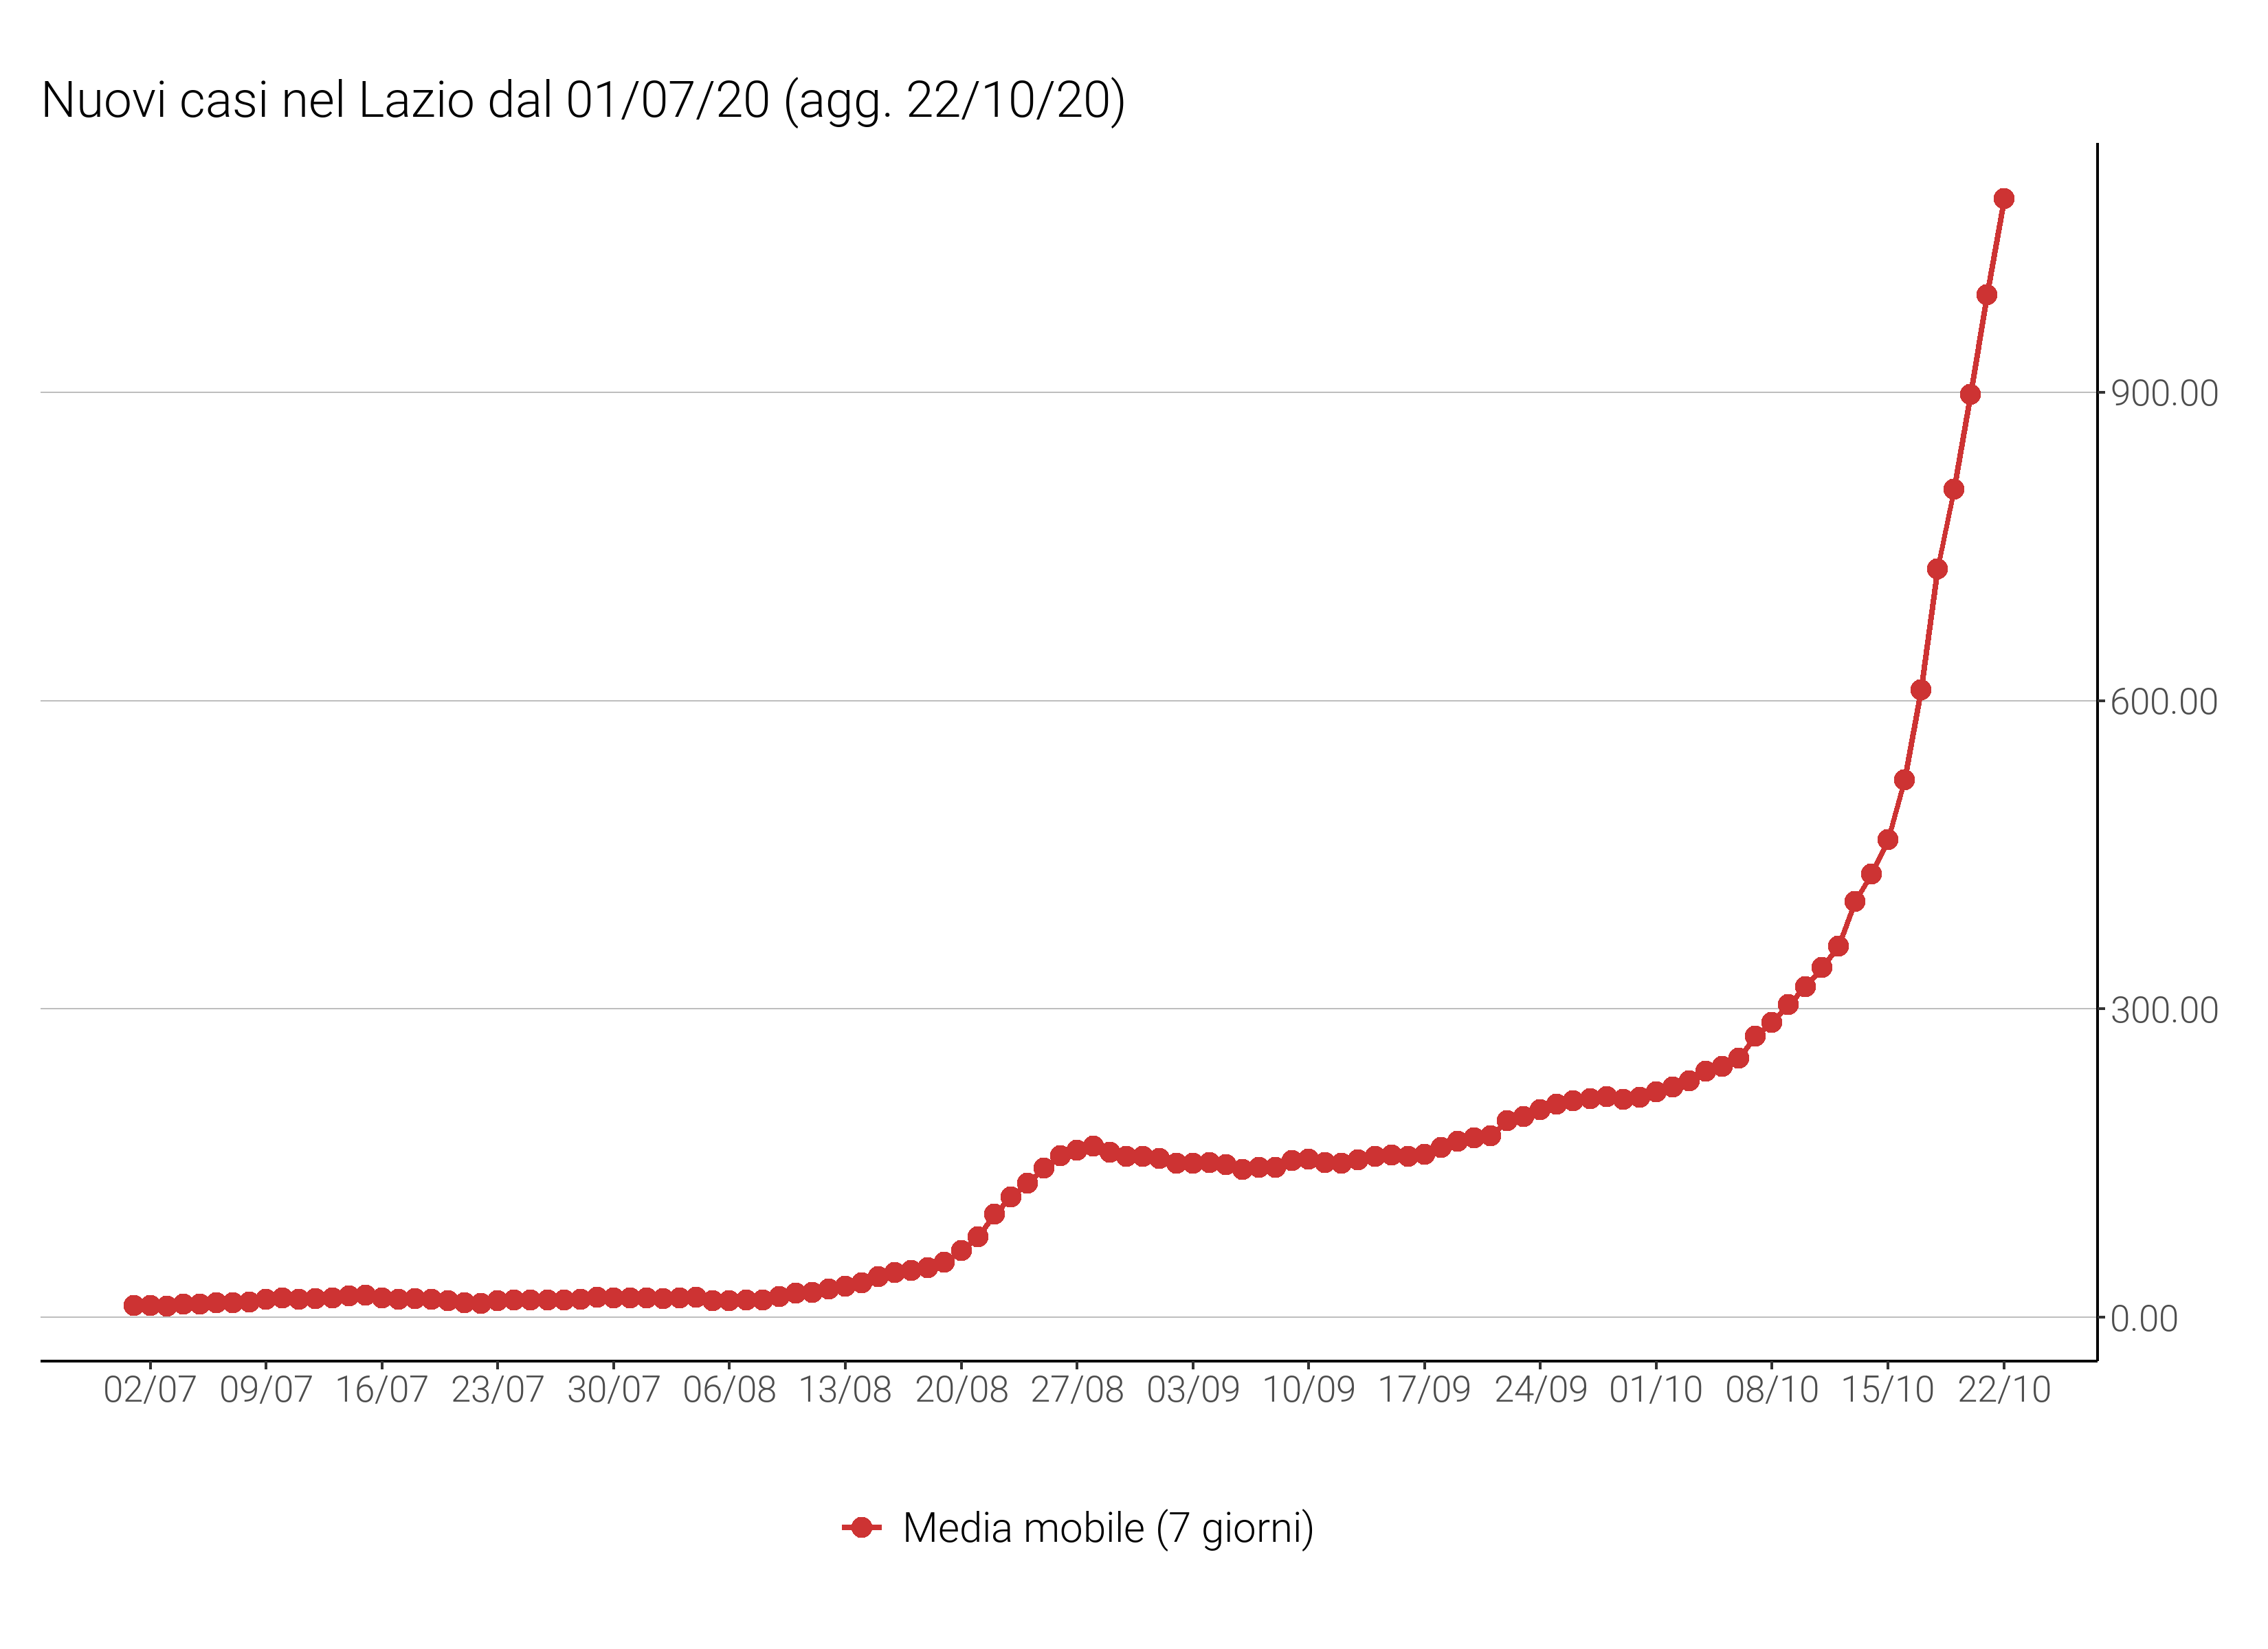 Nuovi casi nel Lazio dal 01/07/20 (agg. 22/10/20)
900.00
600.00
300.00
0.00
02/07 09/07 16/07 23/07 30/07 06/08 13/08 20/08 27/08 03/09 10/09 17/09 24/09 01/10 08/10 15/10 22/10
Media mobile (7 giorni)